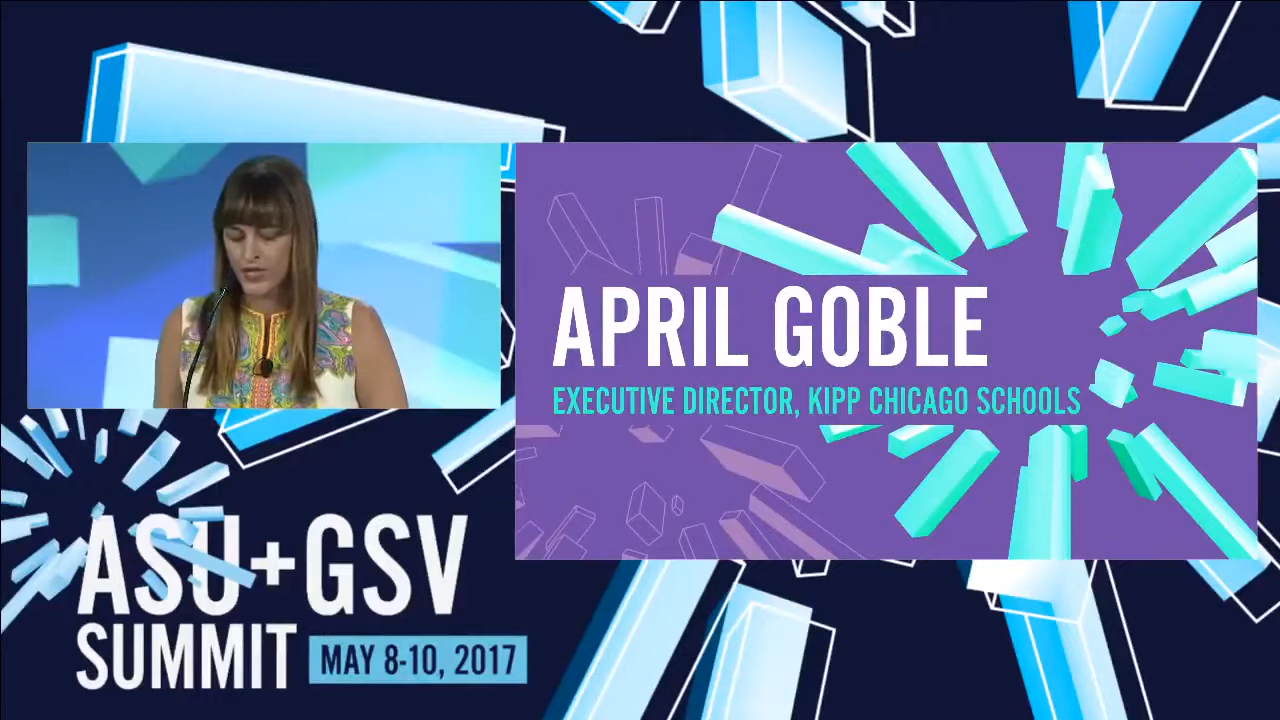 APRIL GOBLE
EXECUTIVE DIRECTOR, KIPP CHICAGO SCHOOLS
ASU+GSV
SUMMIT
MAY 8-10, 2017